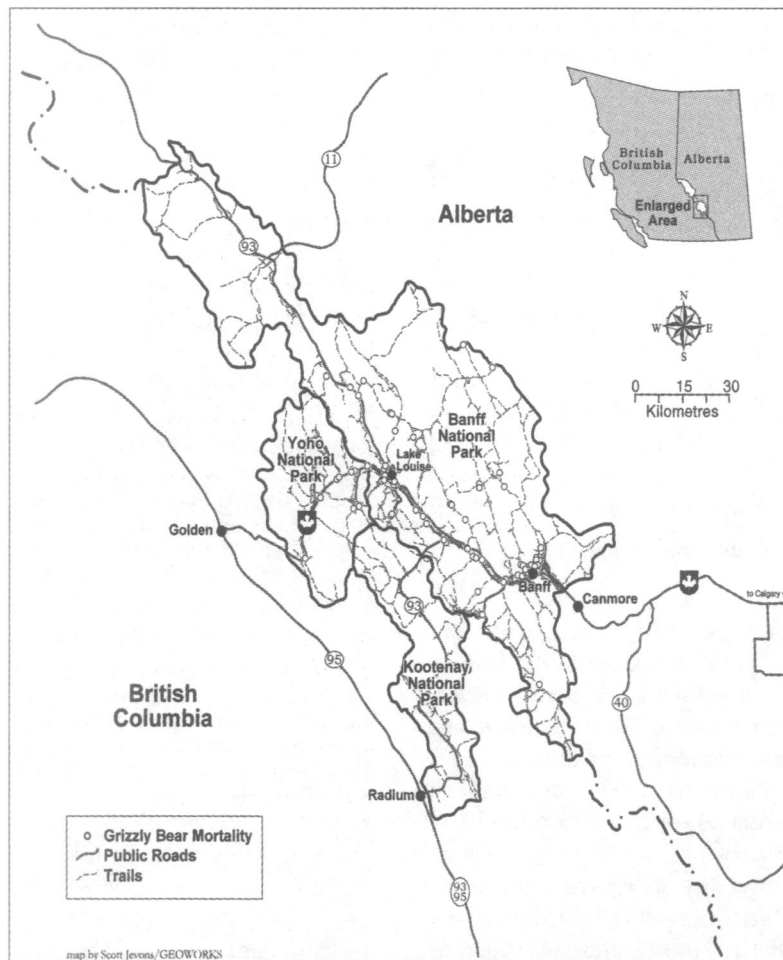 11
British
Columbia
Alberta
Enlarged
Area
Alberta
93
N
W
E
S
0 15 30
Kilometres
Banff
National
Park
Yoho
National
Park
Lake
Louise
Golden
Banff
Canmore
to Calgary
93
95
Kootenay
National
Park
British
Columbia
40
Radium
Grizzly Bear Mortality
Public Roads
Trails
93
95
map by Scott Jevons/GEOWORKS